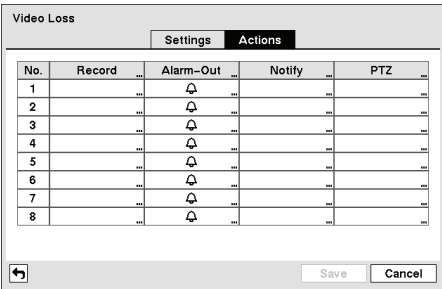 Video Loss
Settings Actions
No. Record ... Alarm-Out ... Notify ... PTZ ...
1 ... ... ... ...
2 ... ... ... ...
3 ... ... ... ...
4 ... ... ... ...
5 ... ... ... ...
6 ... ... ... ...
7 ... ... ... ...
8 ... ... ... ...
Save Cancel